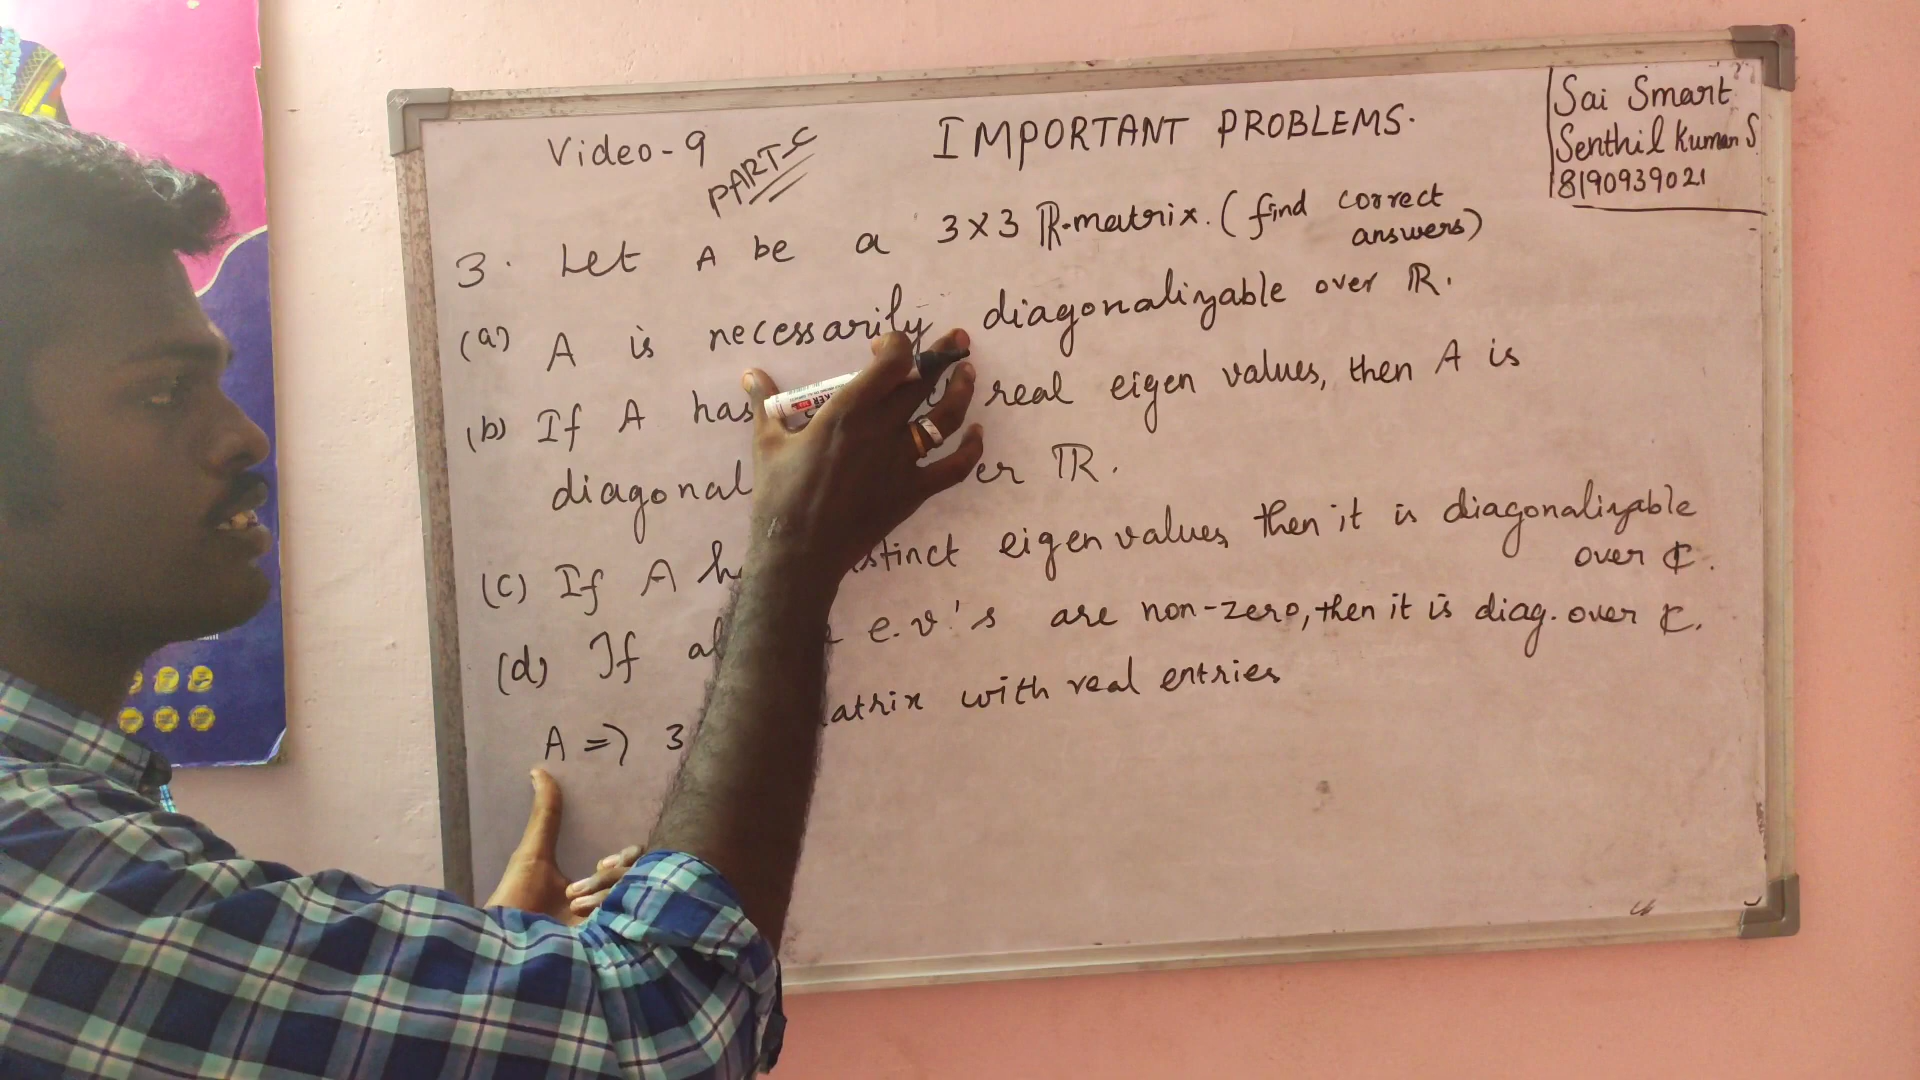 Video-9
PART-C
IMPORTANT PROBLEMS.
Sai Smart
Senthil Kumar S
8190939021
3. Let A be a 3x3 ℝ-matrix. (find correct
answers)
(a) A is necessarily diagonalizable over ℝ.
(b) If A has real eigen values, then A is
diagonal er ℝ.
(c) If A ha stinct eigen values, then it is diagonalizable
over ℂ.
(d) If al e.v's are non-zero, then it is diag. over ℂ.
A => 3 atrix with real entries